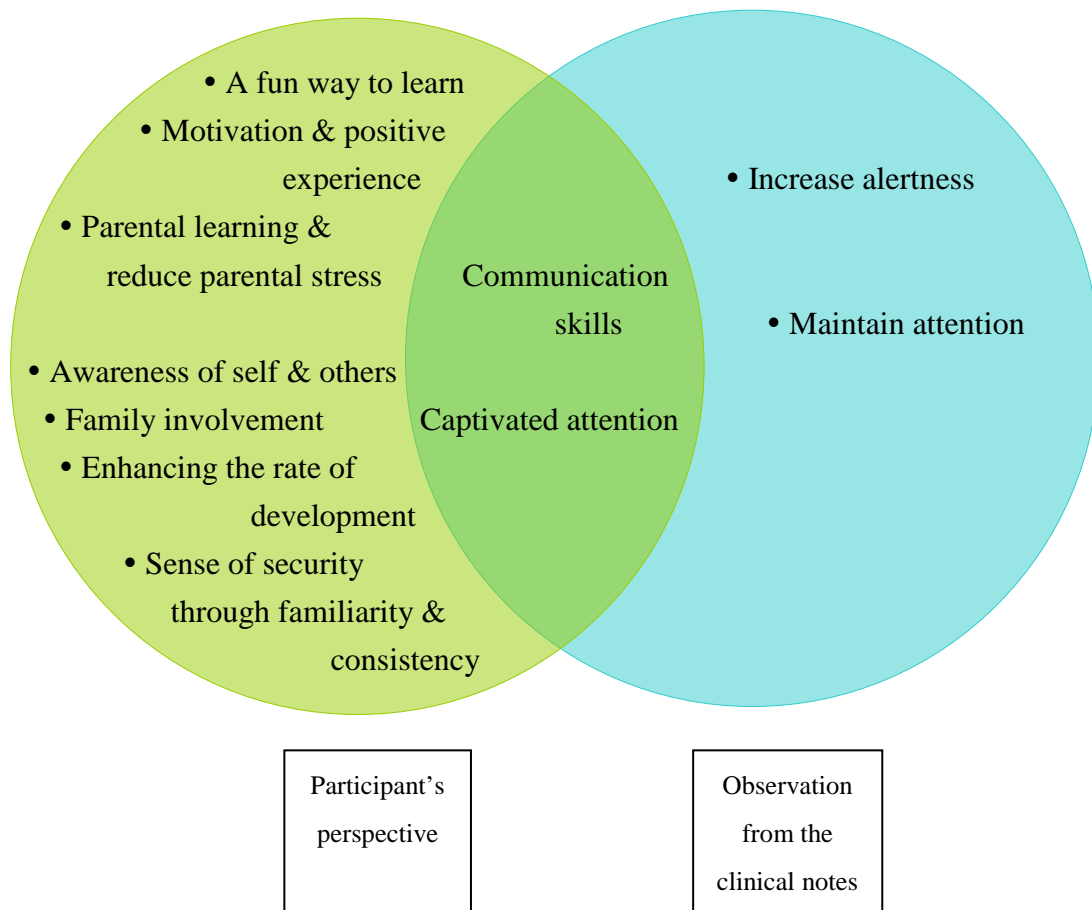 • A fun way to learn
• Motivation & positive
experience
• Parental learning &
reduce parental stress
• Awareness of self & others
• Family involvement
• Enhancing the rate of
development
• Sense of security
through familiarity &
consistency
Communication
skills
Captivated attention
• Increase alertness
• Maintain attention
Participant’s
perspective
Observation
from the
clinical notes